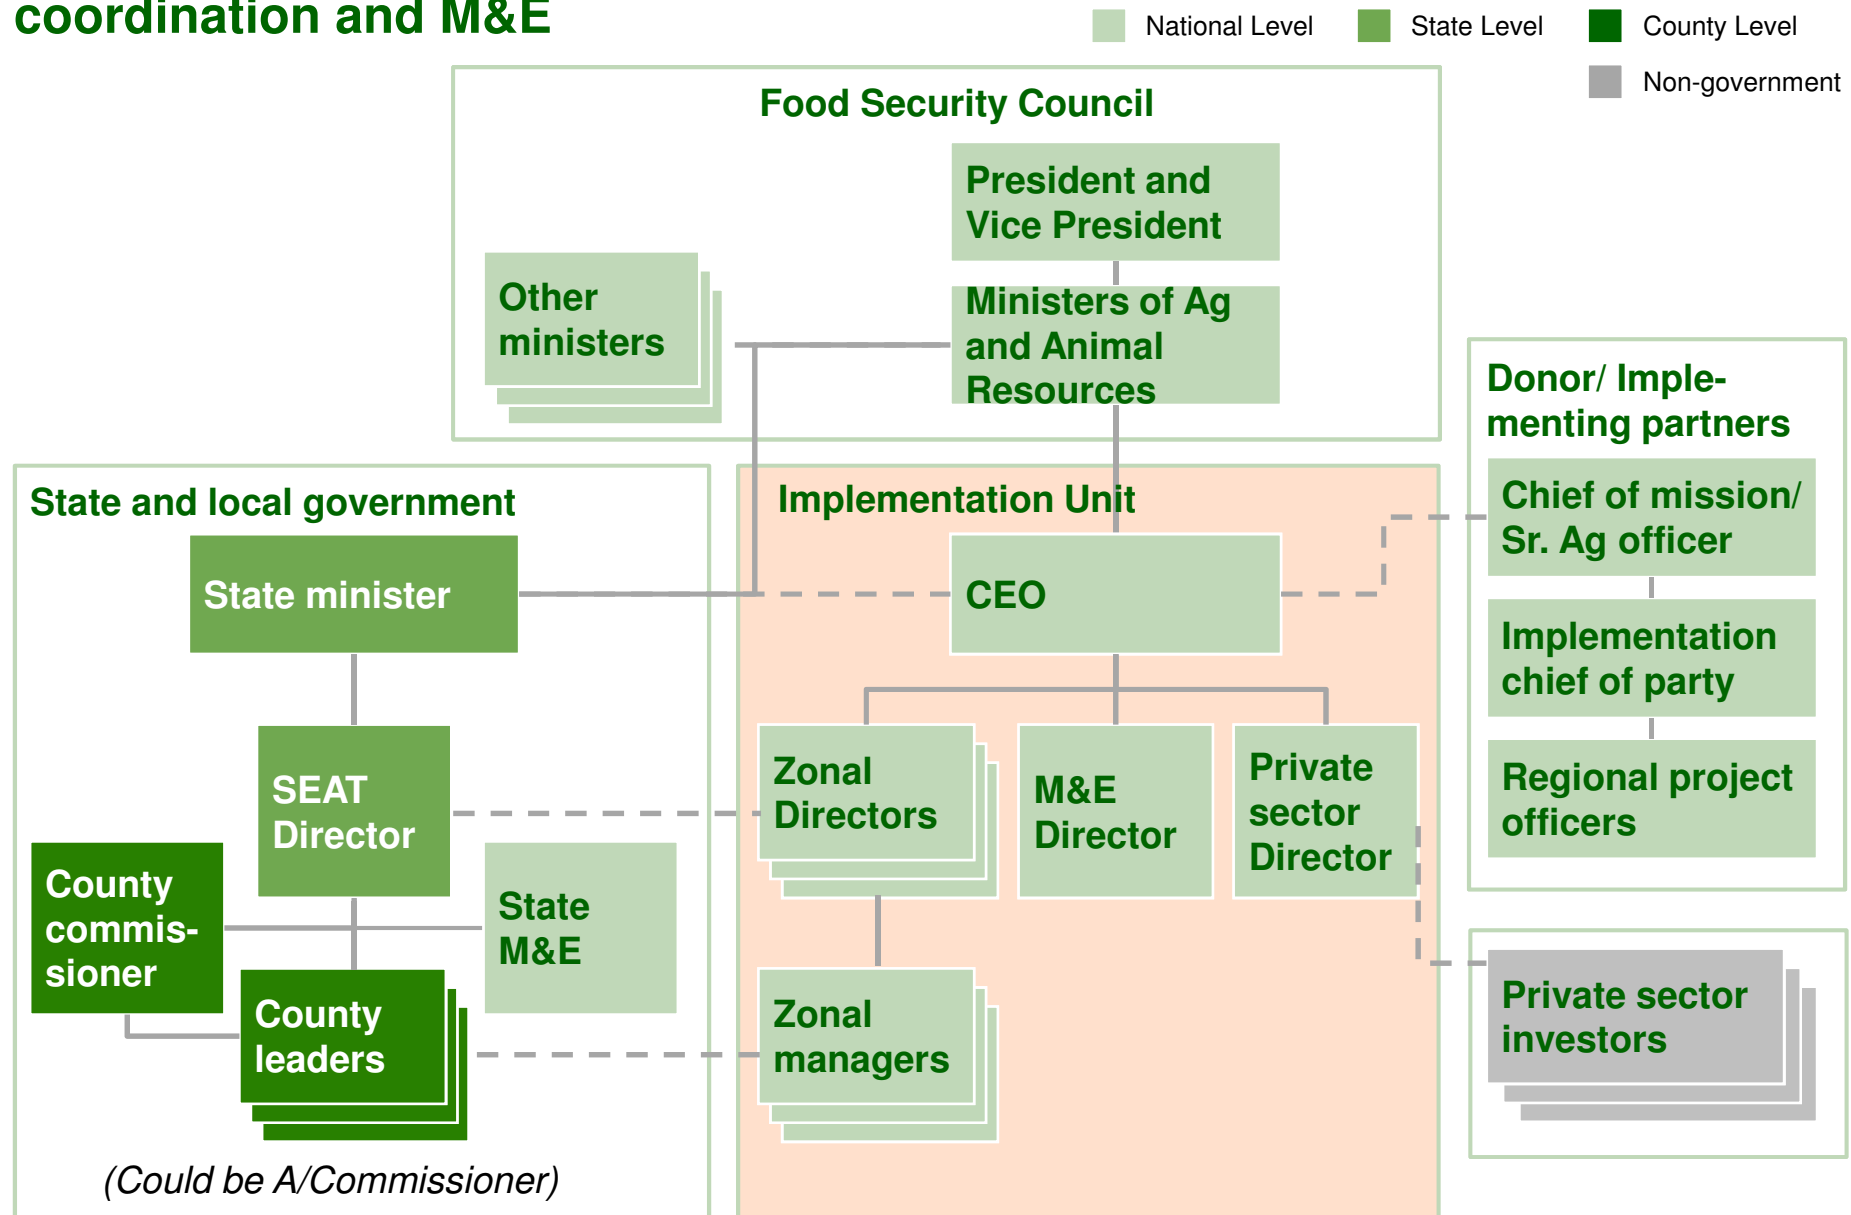 coordination and M&E
National Level
State Level
County Level
Non-government
Food Security Council
President and
Vice President
Other
ministers
Ministers of Ag
and Animal
Resources
Donor/ Imple-
menting partners
Chief of mission/
Sr. Ag officer
Implementation
chief of party
Regional project
officers
State and local government
State minister
SEAT
Director
County
commis-
sioner
State
M&E
County
leaders
(Could be A/Commissioner)
Implementation Unit
CEO
Zonal
Directors
M&E
Director
Private
sector
Director
Zonal
managers
Private sector
investors